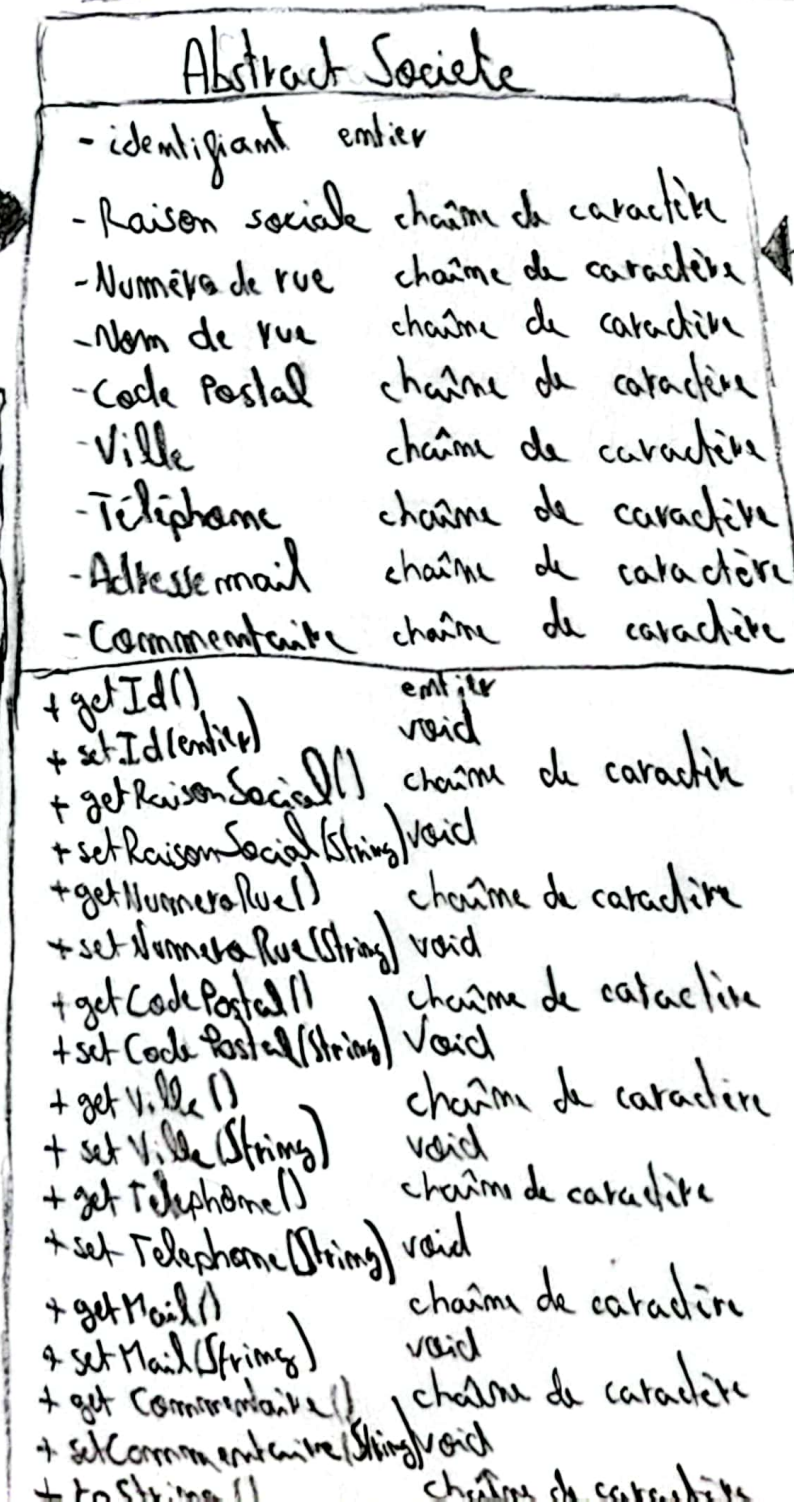 Abstract Societe
- identifiant entier
- Raison sociale chaîne de caractère
- Numéro de rue chaîne de caractère
- Nom de rue chaîne de caractère
- Code Postal chaîne de caractère
- Ville chaîne de caractère
- Téléphone chaîne de caractère
- Adresse mail chaîne de caractère
- Commentaire chaîne de caractère
+ getId() entier
+ setId(entier) void
+ getRaisonSocial() chaîne de caractère
+ setRaisonSocial(String) void
+ getNumeroRue() chaîne de caractère
+ setNumeroRue(String) void
+ getCodePostal() chaîne de caractère
+ setCodePostal(String) void
+ getVille() chaîne de caractère
+ setVille(String) void
+ getTelephone() chaîne de caractère
+ setTelephone(String) void
+ getMail() chaîne de caractère
+ setMail(String) void
+ getCommentaire() chaîne de caractère
+ setCommentaire(String) void
+ toString() chaîne de caractère